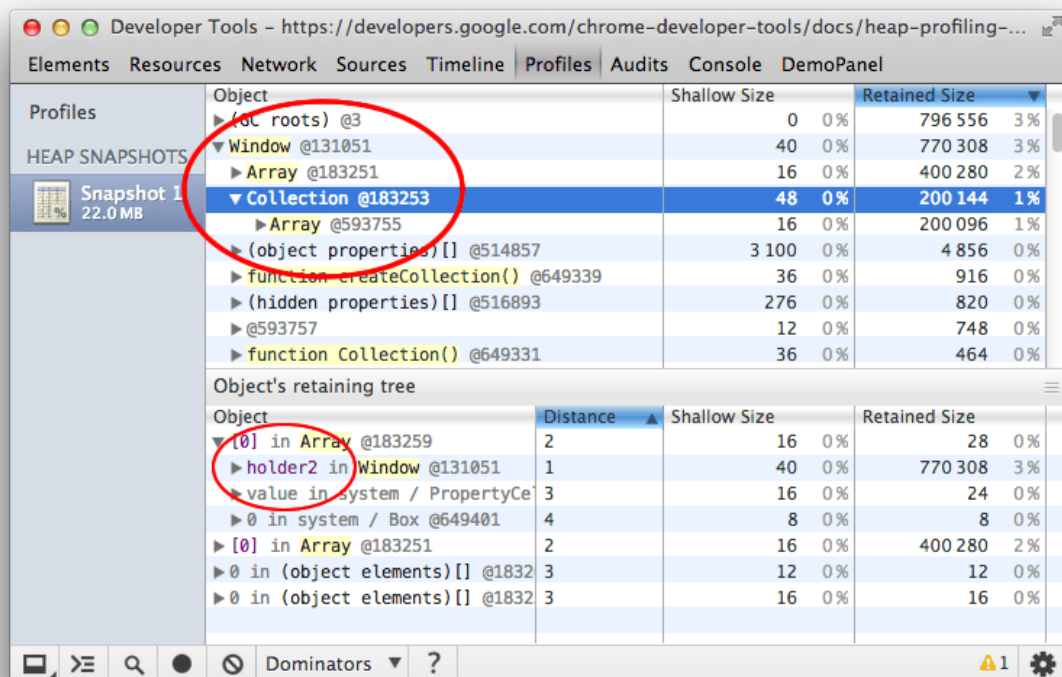 Developer Tools - https://developers.google.com/chrome-developer-tools/docs/heap-profiling-...
Elements Resources Network Sources Timeline Profiles Audits Console DemoPanel
Profiles
HEAP SNAPSHOTS
Snapshot 1
22.0 MB
Object Shallow Size Retained Size
(GC roots) @3 0 0% 796 556 3%
Window @131051 40 0% 770 308 3%
Array @183251 16 0% 400 280 2%
Collection @183253 48 0% 200 144 1%
Array @593755 16 0% 200 096 1%
(object properties)[] @514857 3 100 0% 4 856 0%
function createCollection() @649339 36 0% 916 0%
(hidden properties)[] @516893 276 0% 820 0%
@593757 12 0% 748 0%
function Collection() @649331 36 0% 464 0%
Object's retaining tree
Object Distance Shallow Size Retained Size
[0] in Array @183259 2 16 0% 28 0%
holder2 in Window @131051 1 40 0% 770 308 3%
value in system / PropertyCel 3 16 0% 24 0%
0 in system / Box @649401 4 8 0% 8 0%
[0] in Array @183251 2 16 0% 400 280 2%
0 in (object elements)[] @1832 3 12 0% 12 0%
0 in (object elements)[] @1832 3 16 0% 16 0%
Dominators ? 1